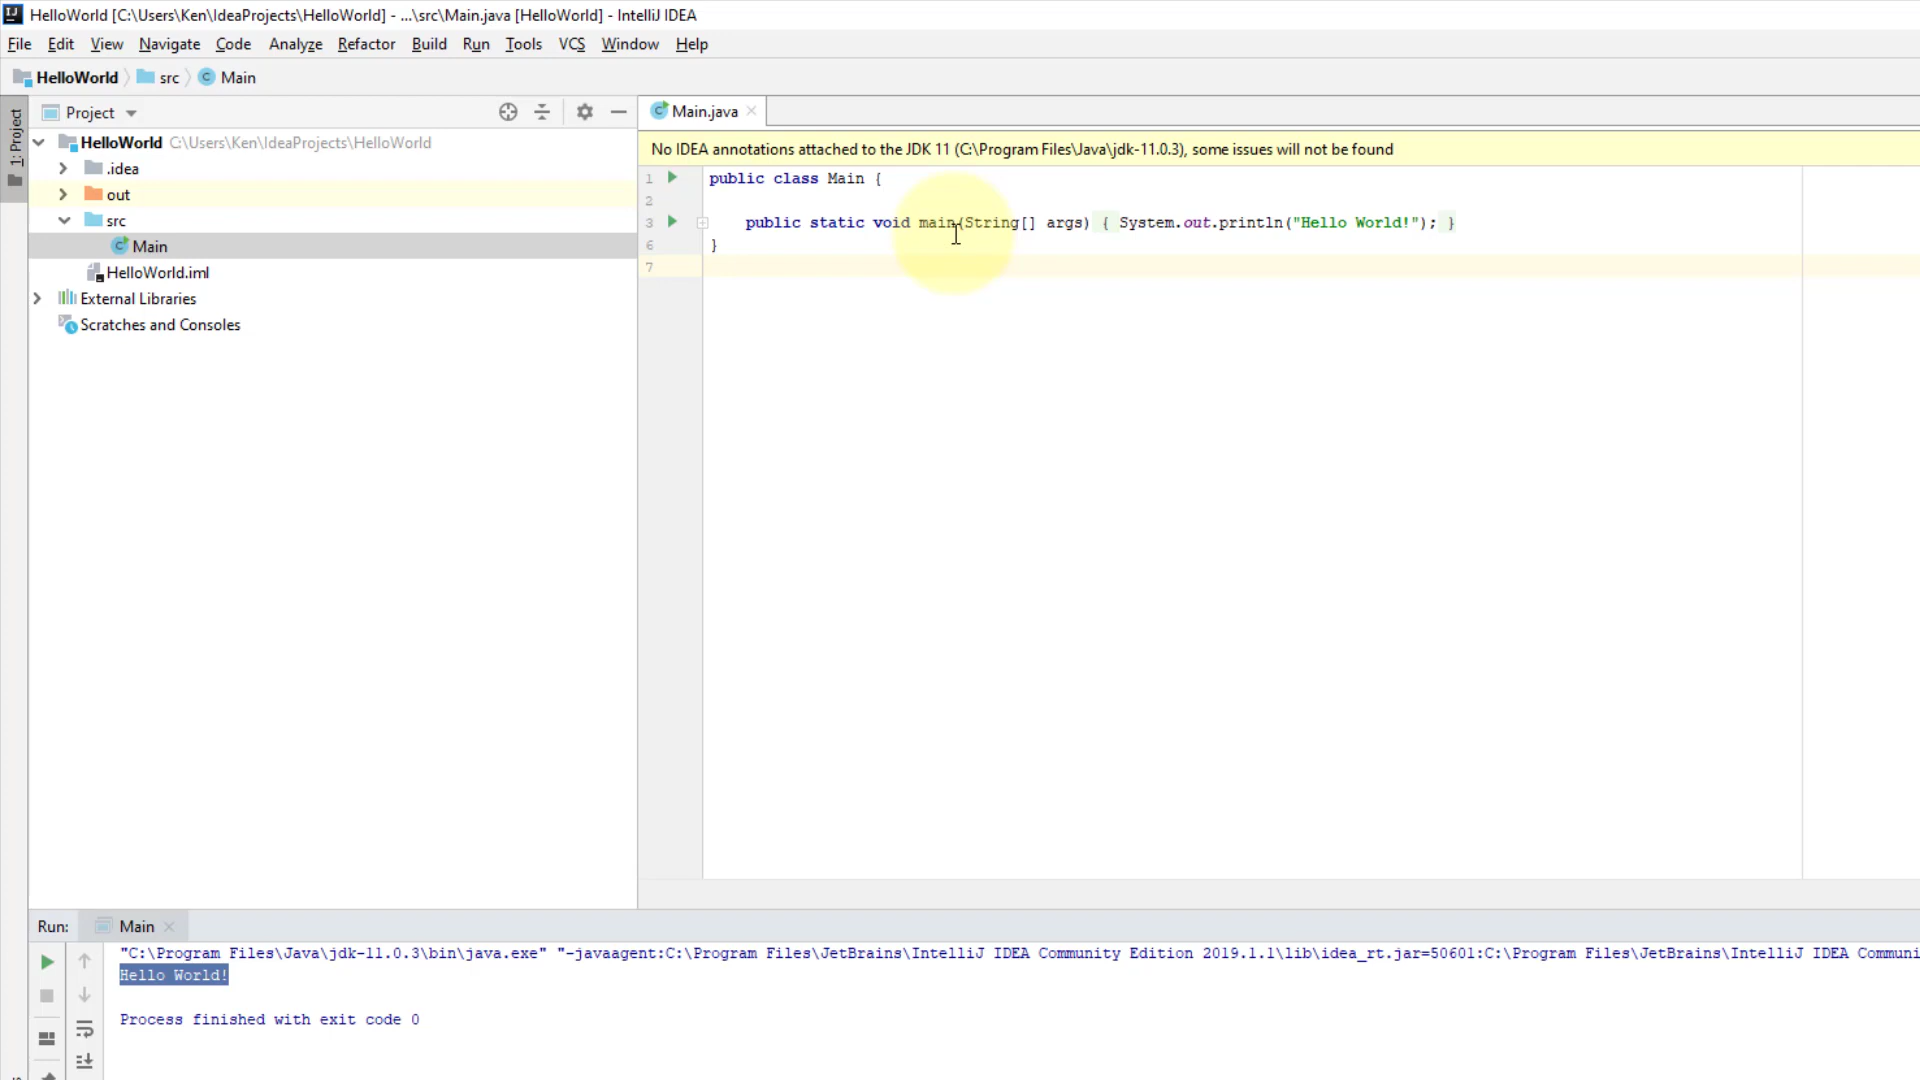 HelloWorld [C:\Users\Ken\IdeaProjects\HelloWorld] - ...\src\Main.java [HelloWorld] - IntelliJ IDEA
File Edit View Navigate Code Analyze Refactor Build Run Tools VCS Window Help
HelloWorld src Main
1: Project
Project
HelloWorld C:\Users\Ken\IdeaProjects\HelloWorld
.idea
out
src
Main
HelloWorld.iml
External Libraries
Scratches and Consoles
Main.java
No IDEA annotations attached to the JDK 11 (C:\Program Files\Java\jdk-11.0.3), some issues will not be found
1 public class Main {
2
3 public static void main(String[] args) { System.out.println("Hello World!"); }
6 }
7
Run: Main
"C:\Program Files\Java\jdk-11.0.3\bin\java.exe" "-javaagent:C:\Program Files\JetBrains\IntelliJ IDEA Community Edition 2019.1.1\lib\idea_rt.jar=50601:C:\Program Files\JetBrains\IntelliJ IDEA Communi
Hello World!
Process finished with exit code 0